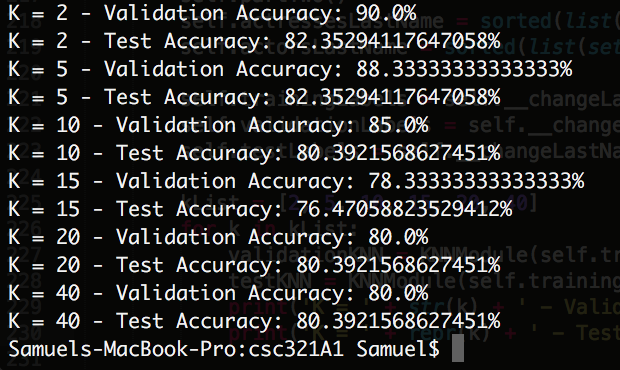 K = 2 - Validation Accuracy: 90.0%
K = 2 - Test Accuracy: 82.35294117647058%
K = 5 - Validation Accuracy: 88.33333333333333%
K = 5 - Test Accuracy: 82.35294117647058%
K = 10 - Validation Accuracy: 85.0%
K = 10 - Test Accuracy: 80.3921568627451%
K = 15 - Validation Accuracy: 78.33333333333333%
K = 15 - Test Accuracy: 76.47058823529412%
K = 20 - Validation Accuracy: 80.0%
K = 20 - Test Accuracy: 80.3921568627451%
K = 40 - Validation Accuracy: 80.0%
K = 40 - Test Accuracy: 80.3921568627451%
Samuels-MacBook-Pro:csc321A1 Samuel$